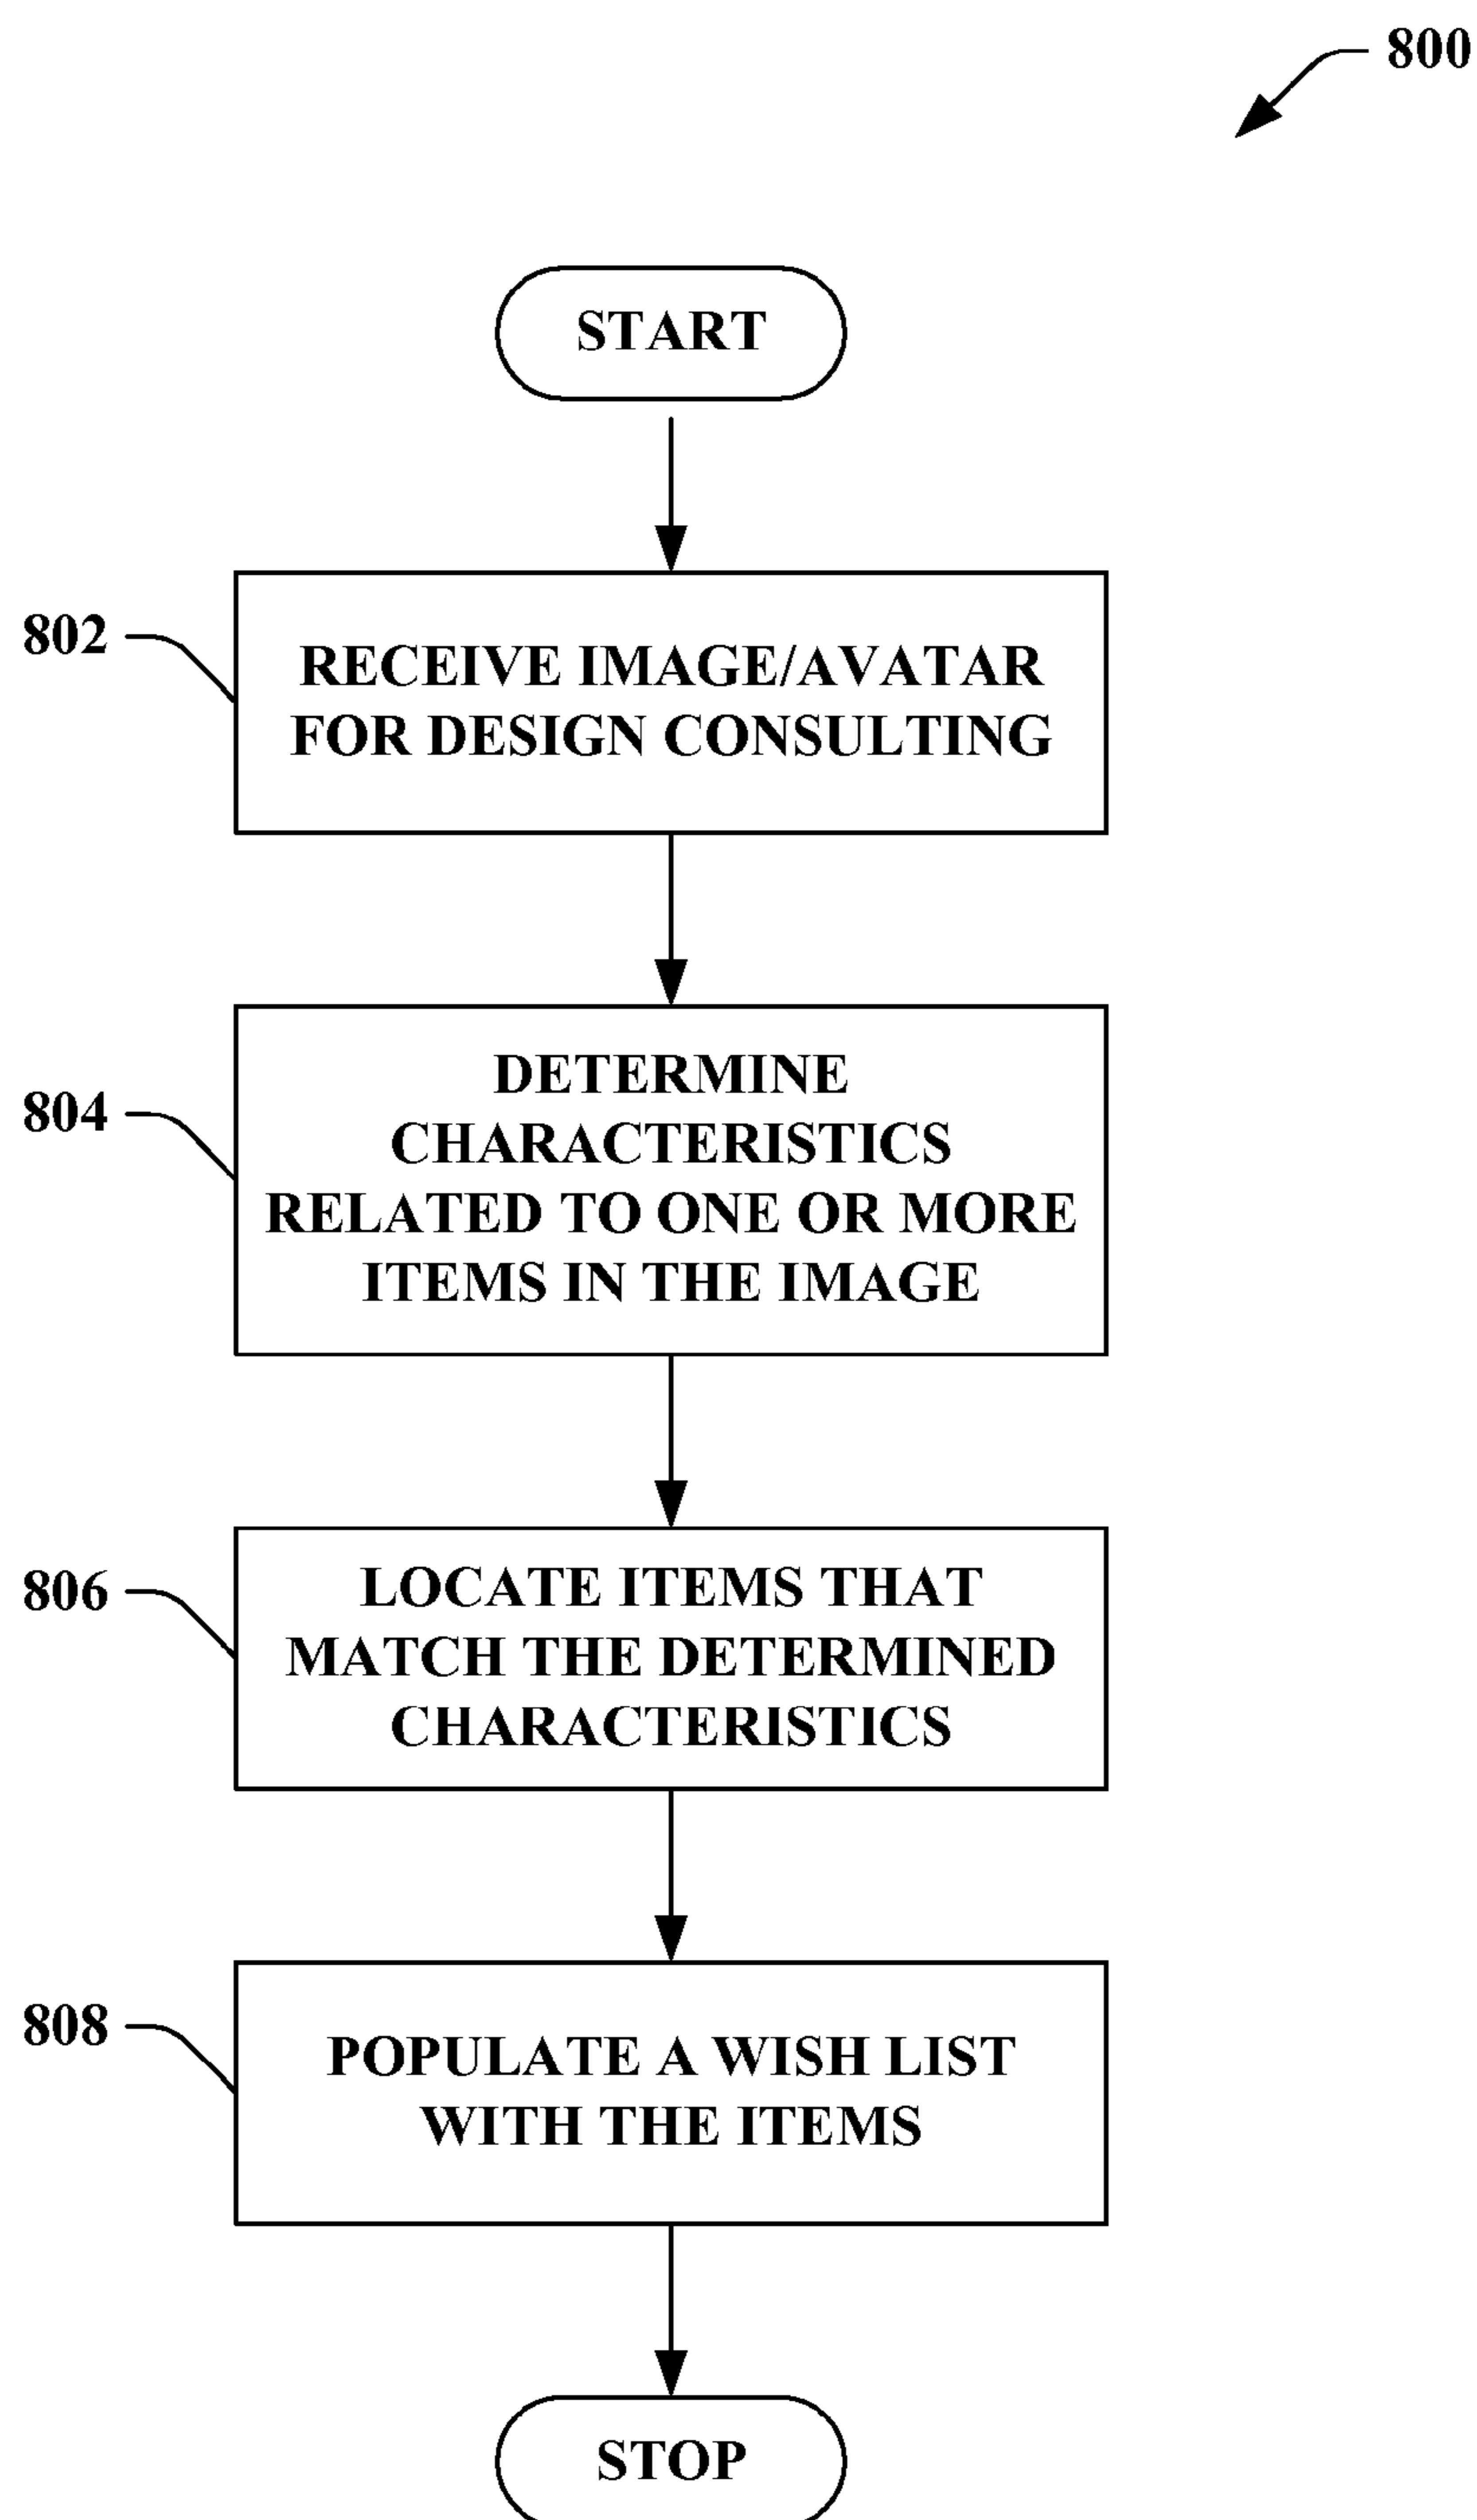 800
START
802
RECEIVE IMAGE/AVATAR
FOR DESIGN CONSULTING
804
DETERMINE
CHARACTERISTICS
RELATED TO ONE OR MORE
ITEMS IN THE IMAGE
806
LOCATE ITEMS THAT
MATCH THE DETERMINED
CHARACTERISTICS
808
POPULATE A WISH LIST
WITH THE ITEMS
STOP